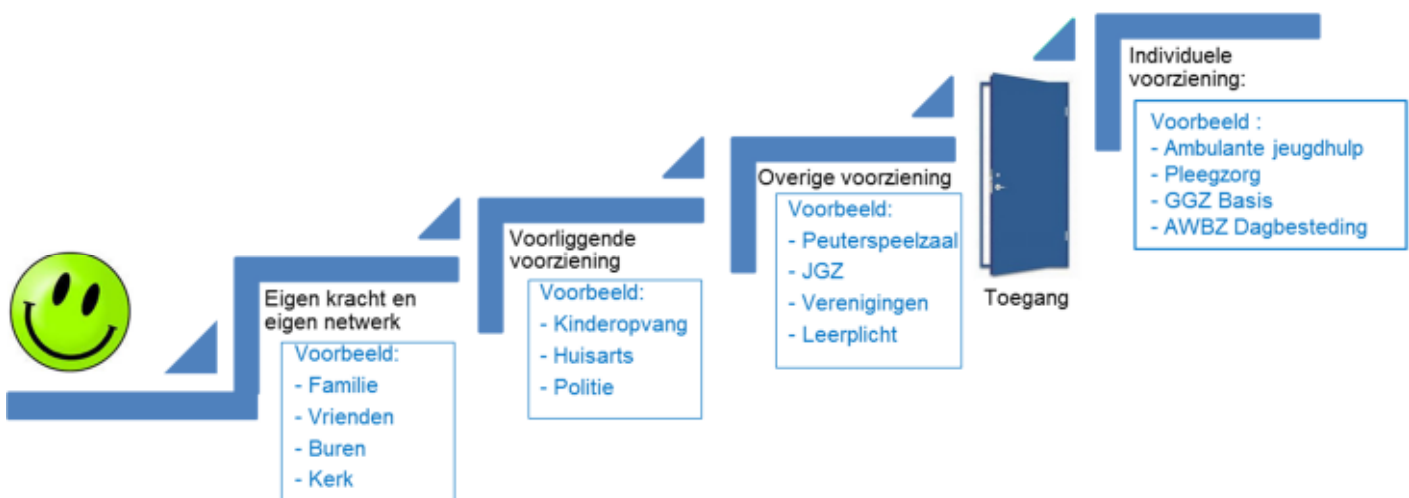 Eigen kracht en
eigen netwerk
Voorbeeld:
- Familie
- Vrienden
- Buren
- Kerk
Voorliggende
voorziening
Voorbeeld:
- Kinderopvang
- Huisarts
- Politie
Overige voorziening
Voorbeeld:
- Peuterspeelzaal
- JGZ
- Verenigingen
- Leerplicht
Toegang
Individuele
voorziening:
Voorbeeld :
- Ambulante jeugdhulp
- Pleegzorg
- GGZ Basis
- AWBZ Dagbesteding